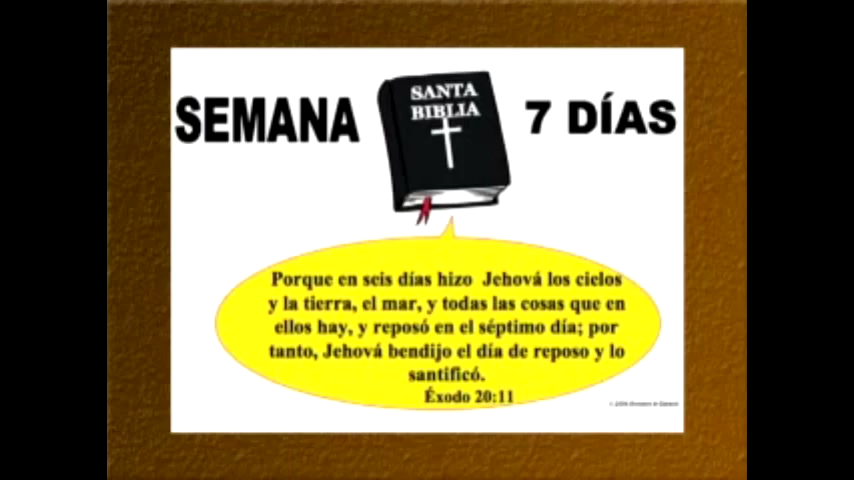 SEMANA
SANTA
BIBLIA
7 DÍAS
Porque en seis días hizo Jehová los cielos
y la tierra, el mar, y todas las cosas que en
ellos hay, y reposó en el séptimo día; por
tanto, Jehová bendijo el día de reposo y lo
santificó.
Éxodo 20:11